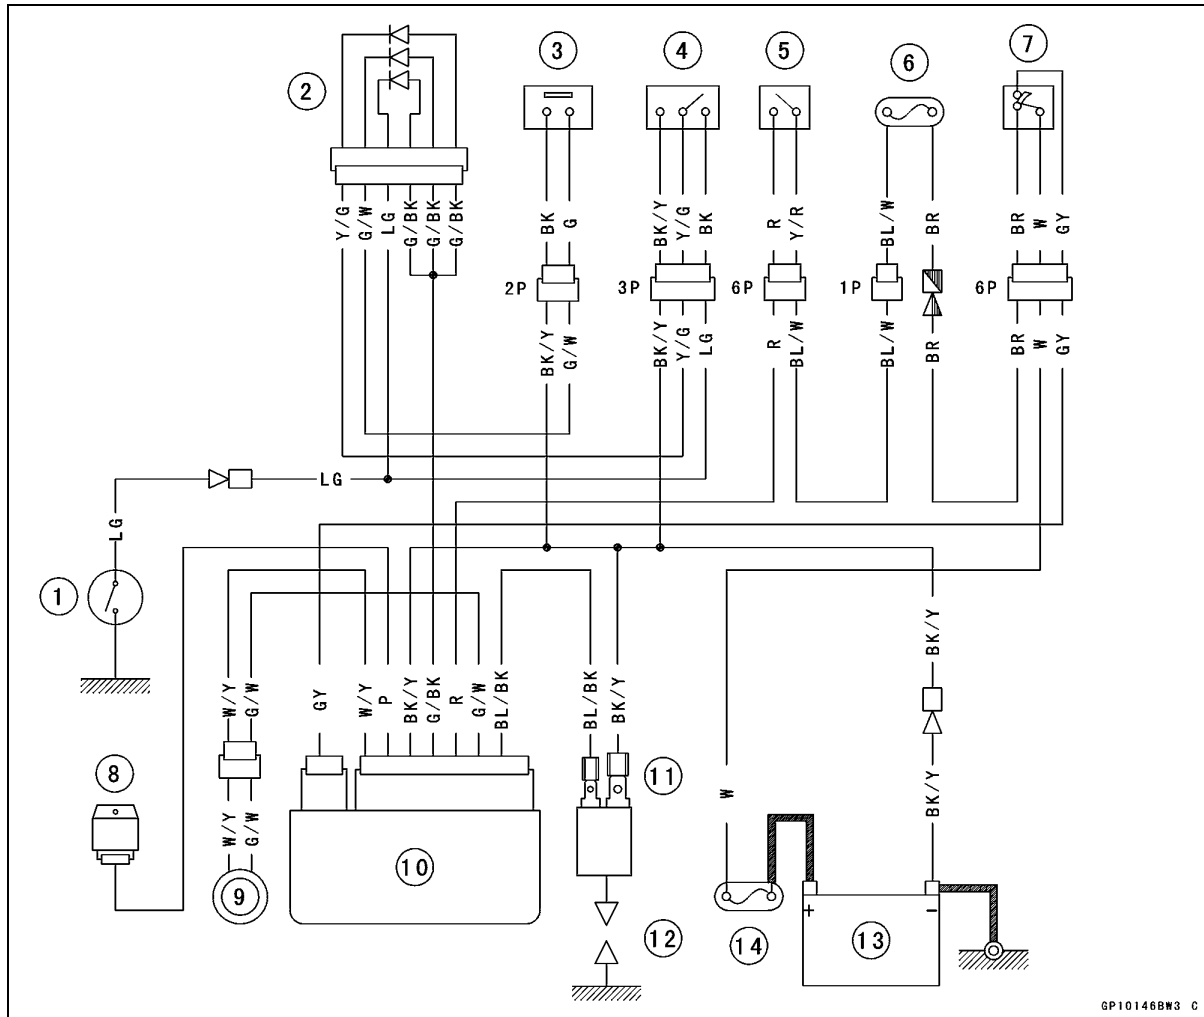 3 4 5 6 7
2
Y/G G/W LG G/BK G/BK G/BK BK G BK/Y Y/G BK R Y/R BL/W BR BR W GY
2P 3P 6P 1P 6P
BK/Y G/W BK/Y Y/G LG R BL/W BL/W BR BR W GY
LG
LG
1
BK/Y
W/Y G/W GY W/Y P BK/Y G/BK R G/W BL/BK BL/BK BK/Y
8 11
W BK/Y
W/Y G/W
10
9
+ −
12 14 13
GP10146BW3 C